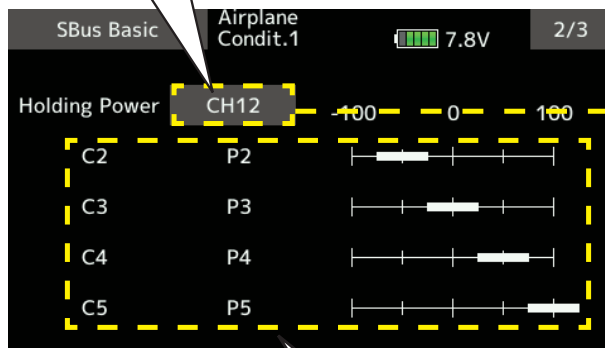 SBus Basic
Airplane
Condit.1
7.8V
2/3
Holding Power
CH12
-100
0
100
C2 P2
C3 P3
C4 P4
C5 P5